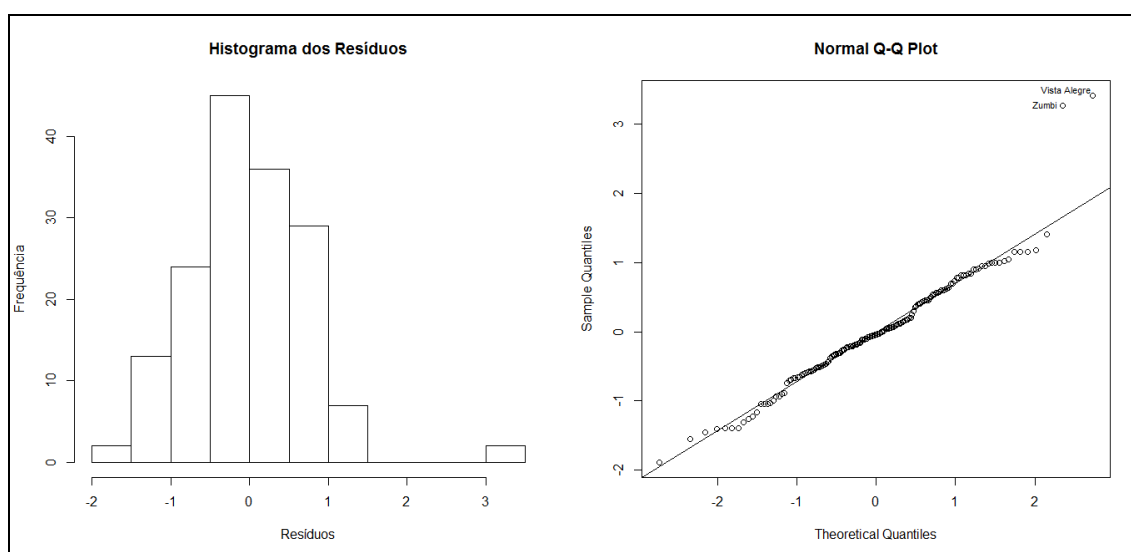 Histograma dos Resíduos
Frequência
40
30
20
10
0
-2 -1 0 1 2 3
Resíduos
Normal Q-Q Plot
Vista Alegre
Zumbi
Sample Quantiles
3
2
1
0
-1
-2
-2 -1 0 1 2
Theoretical Quantiles